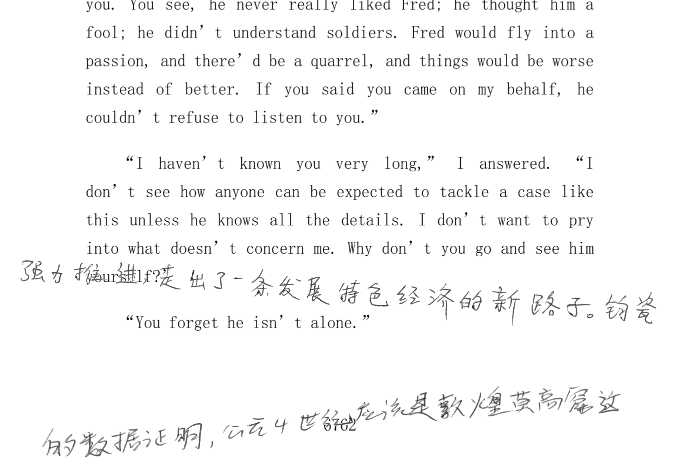 you. You see, he never really liked Fred; he thought him a
fool; he didn’t understand soldiers. Fred would fly into a
passion, and there’d be a quarrel, and things would be worse
instead of better. If you said you came on my behalf, he
couldn’t refuse to listen to you.”
“I haven’t known you very long,” I answered. “I
don’t see how anyone can be expected to tackle a case like
this unless he knows all the details. I don’t want to pry
into what doesn’t concern me. Why don’t you go and see him
yourself?
强力推进,走出了一条发展特色经济的新路子。钧瓷
“You forget he isn’t alone.”
的数据证明,公元4世纪应该是敦煌莫高窟这